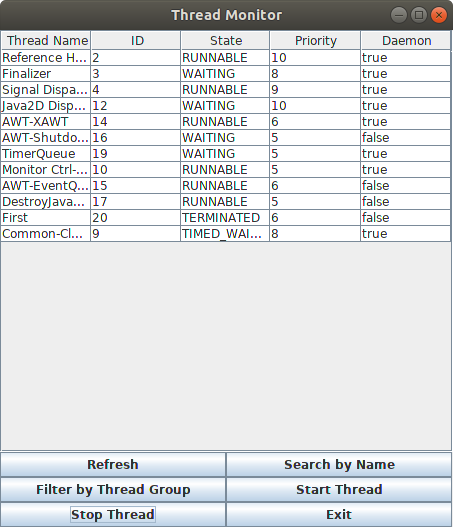 Thread Monitor
Thread Name ID State Priority Daemon
Reference H... 2 RUNNABLE 10 true
Finalizer 3 WAITING 8 true
Signal Dispa... 4 RUNNABLE 9 true
Java2D Disp... 12 WAITING 10 true
AWT-XAWT 14 RUNNABLE 6 true
AWT-Shutdo... 16 WAITING 5 false
TimerQueue 19 WAITING 5 true
Monitor Ctrl-... 10 RUNNABLE 5 true
AWT-EventQ... 15 RUNNABLE 6 false
DestroyJava... 17 RUNNABLE 5 false
First 20 TERMINATED 6 false
Common-Cl... 9 TIMED_WAI... 8 true
Refresh Search by Name
Filter by Thread Group Start Thread
Stop Thread Exit